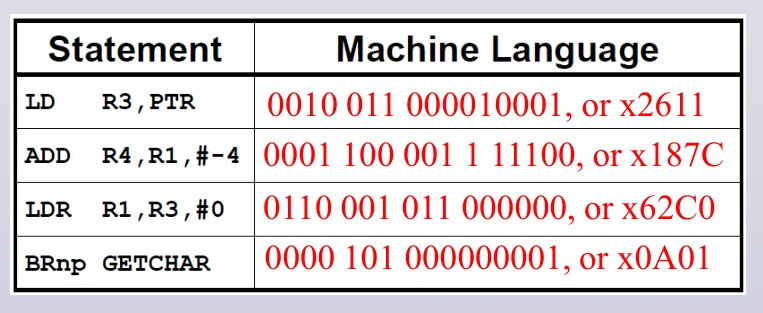 Statement Machine Language
LD R3,PTR 0010 011 000010001, or x2611
ADD R4,R1,#-4 0001 100 001 1 11100, or x187C
LDR R1,R3,#0 0110 001 011 000000, or x62C0
BRnp GETCHAR 0000 101 000000001, or x0A01